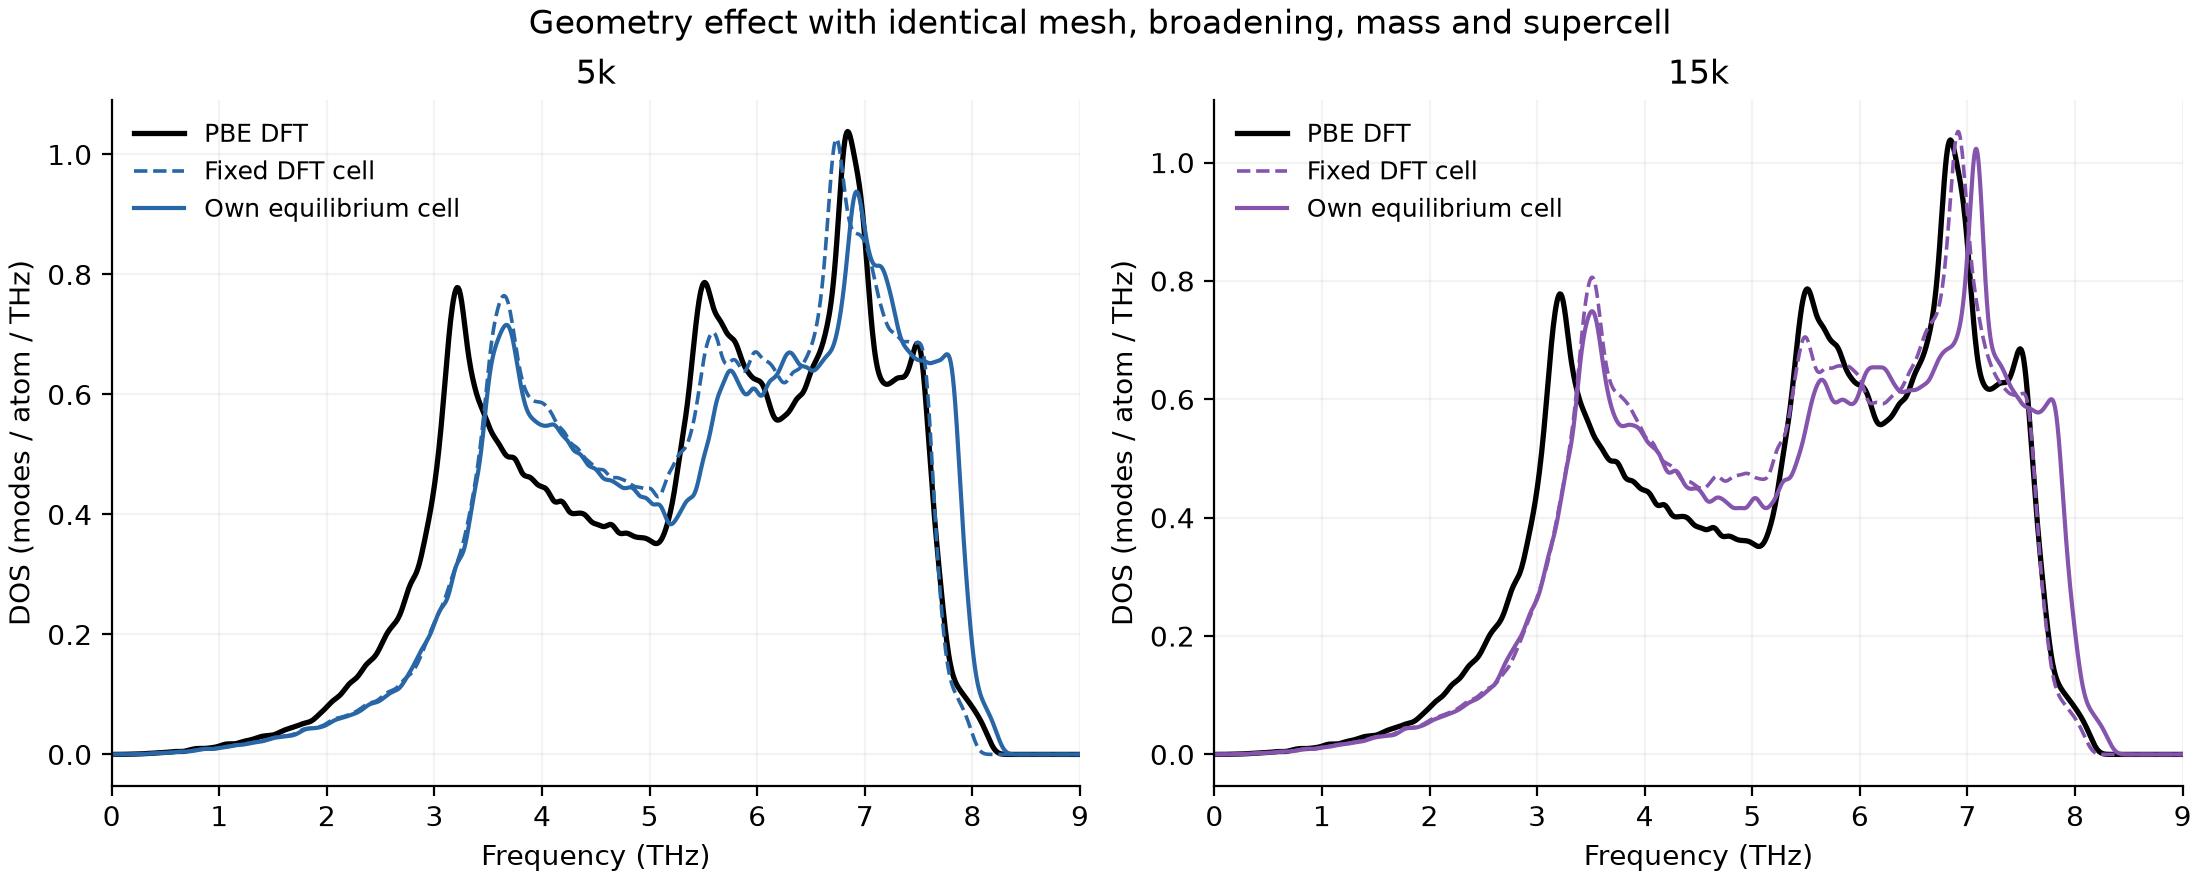 Geometry effect with identical mesh, broadening, mass and supercell
5k
PBE DFT
Fixed DFT cell
Own equilibrium cell
DOS (modes / atom / THz)
1.0
0.8
0.6
0.4
0.2
0.0
0 1 2 3 4 5 6 7 8 9
Frequency (THz)
15k
PBE DFT
Fixed DFT cell
Own equilibrium cell
DOS (modes / atom / THz)
1.0
0.8
0.6
0.4
0.2
0.0
0 1 2 3 4 5 6 7 8 9
Frequency (THz)